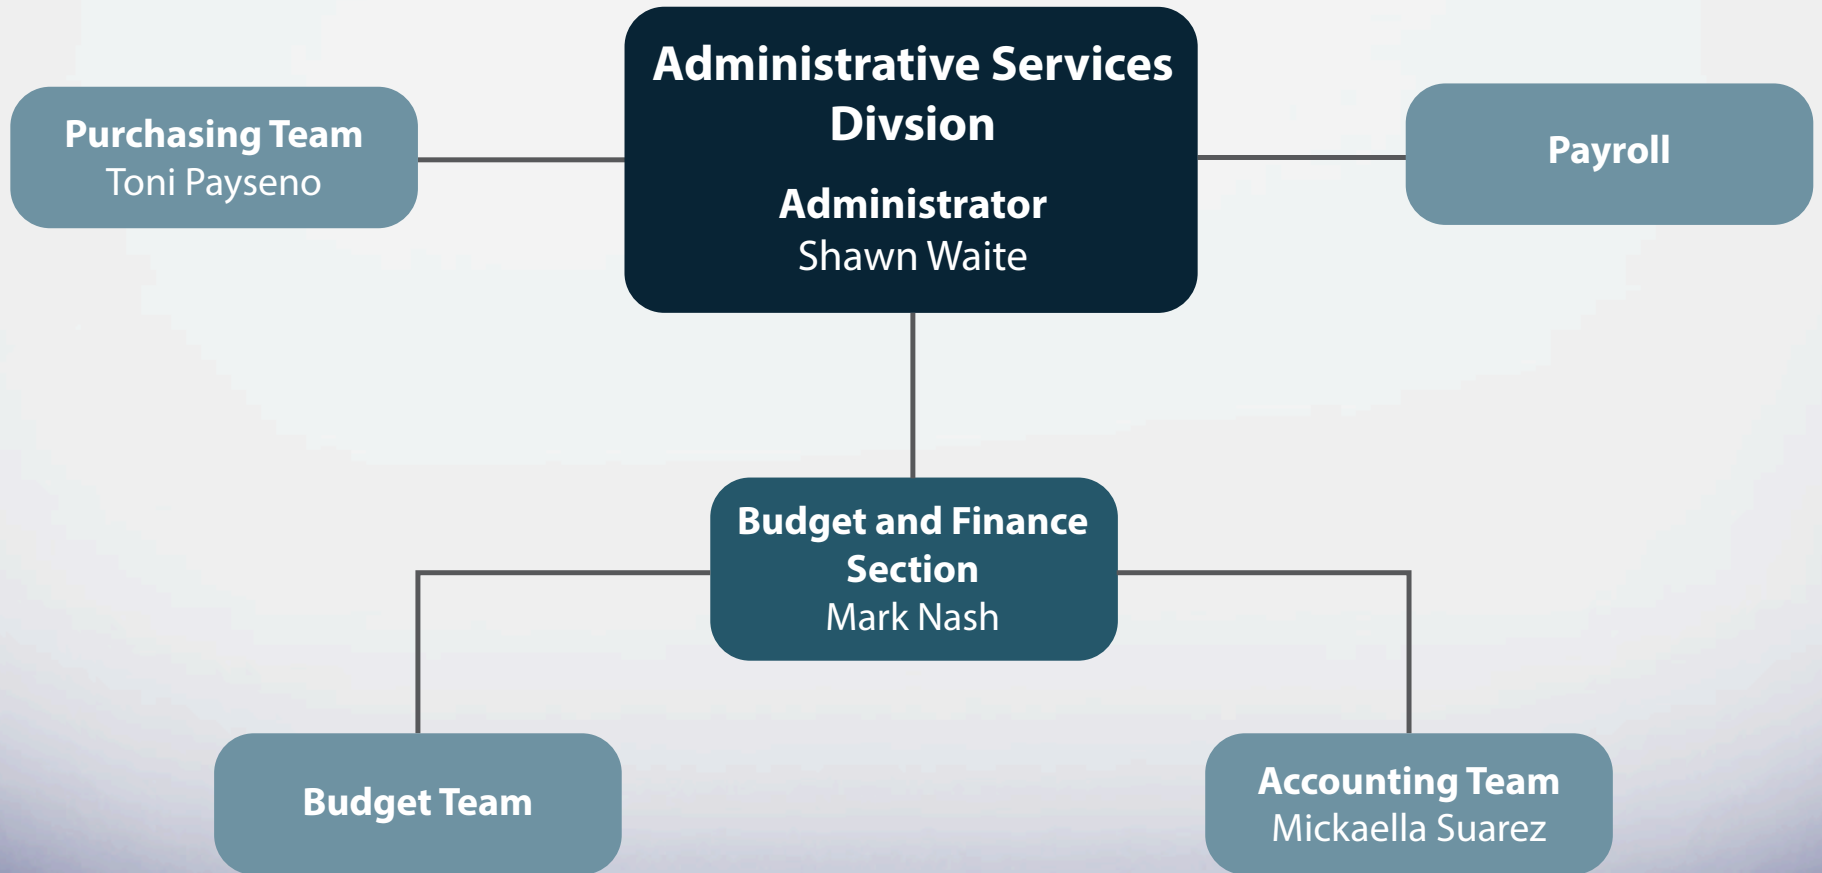 Administrative Services
Divsion
Administrator
Shawn Waite
Purchasing Team
Toni Payseno
Payroll
Budget and Finance
Section
Mark Nash
Budget Team
Accounting Team
Mickaella Suarez